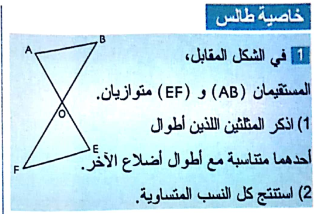 خاصية طالس
1 في الشكل المقابل،
المستقيمان (AB) و (EF) متوازيان.
1) اذكر المثلثين اللذين أطوال
أحدهما متناسبة مع أطوال أضلاع الآخر.
2) استنتج كل النسب المتساوية.
A
B
O
E
F